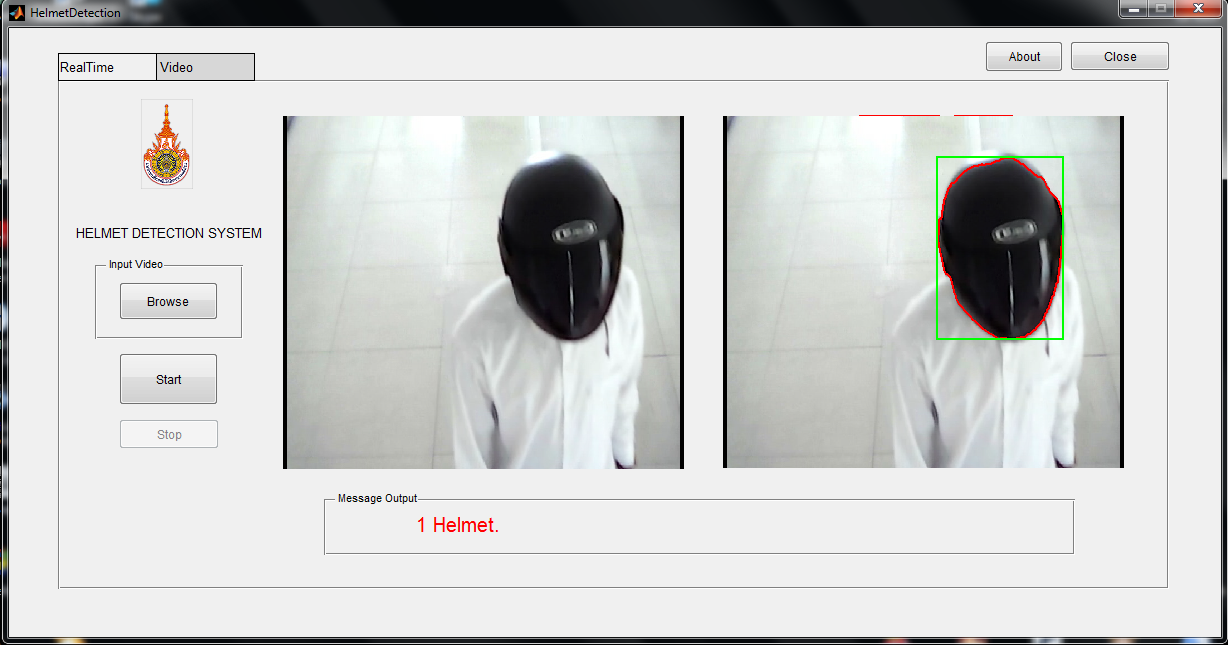 HelmetDetection
RealTime
Video
About
Close
HELMET DETECTION SYSTEM
Input Video
Browse
Start
Stop
Message Output
1 Helmet.